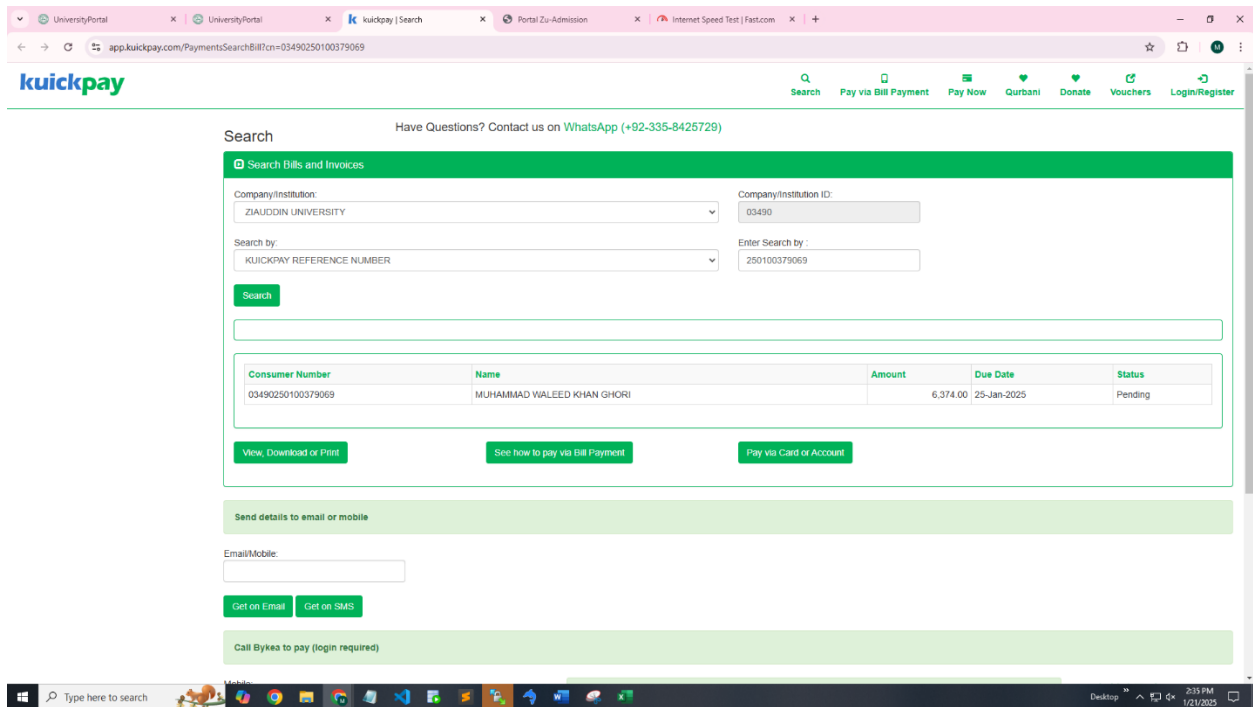 UniversityPortal
UniversityPortal
kuickpay | Search
Portal Zu-Admission
Internet Speed Test | Fast.com
app.kuickpay.com/PaymentsSearchBill?cn=03490250100379069
M
kuickpay
Search
Pay via Bill Payment
Pay Now
Qurbani
Donate
Vouchers
Login/Register
Search
Have Questions? Contact us on WhatsApp (+92-335-8425729)
Search Bills and Invoices
Company/Institution:
Company/Institution ID:
ZIAUDDIN UNIVERSITY
03490
Search by:
Enter Search by :
KUICKPAY REFERENCE NUMBER
250100379069
Search
Consumer Number Name Amount Due Date Status
03490250100379069 MUHAMMAD WALEED KHAN GHORI 6,374.00 25-Jan-2025 Pending
View, Download or Print
See how to pay via Bill Payment
Pay via Card or Account
Send details to email or mobile
Email/Mobile:
Get on Email
Get on SMS
Call Bykea to pay (login required)
Mobile:
Type here to search
Desktop
2:35 PM
1/21/2025